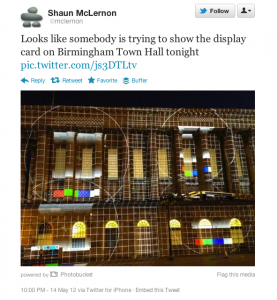 Shaun McLernon
@mclernon
Follow
Looks like somebody is trying to show the display
card on Birmingham Town Hall tonight
pic.twitter.com/js3DTLtv
Reply Retweet Favorite Buffer
powered by Photobucket Flag this media
10:00 PM - 14 May 12 via Twitter for iPhone · Embed this Tweet